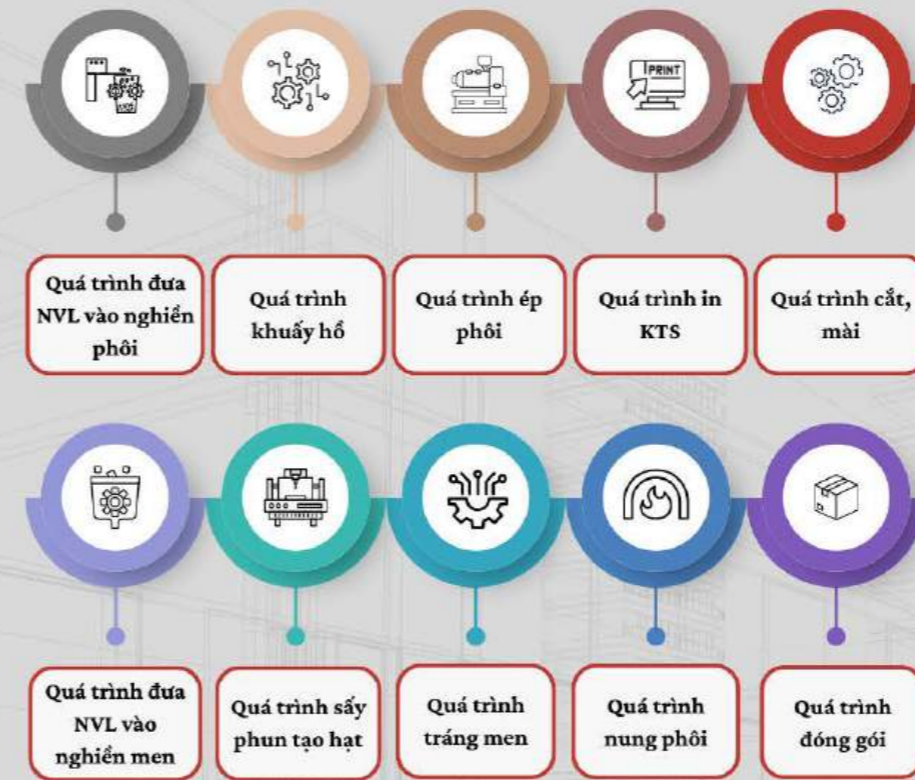 PRINT
Quá trình đưa
NVL vào nghiền
phôi
Quá trình
khuấy hồ
Quá trình ép
phôi
Quá trình in
KTS
Quá trình cắt,
mài
Quá trình đưa
NVL vào
nghiền men
Quá trình sấy
phun tạo hạt
Quá trình
tráng men
Quá trình
nung phôi
Quá trình
đóng gói